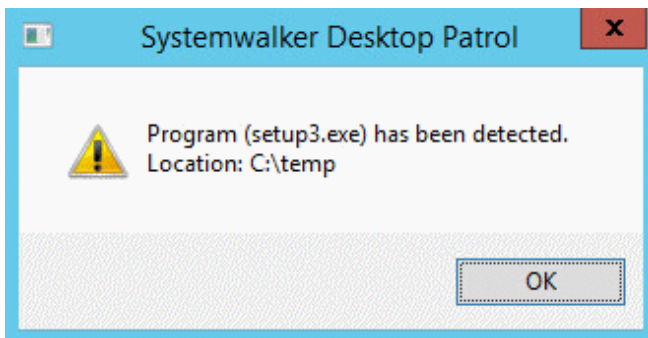 Systemwalker Desktop Patrol
x
Program (setup3.exe) has been detected.
Location: C:\temp
OK